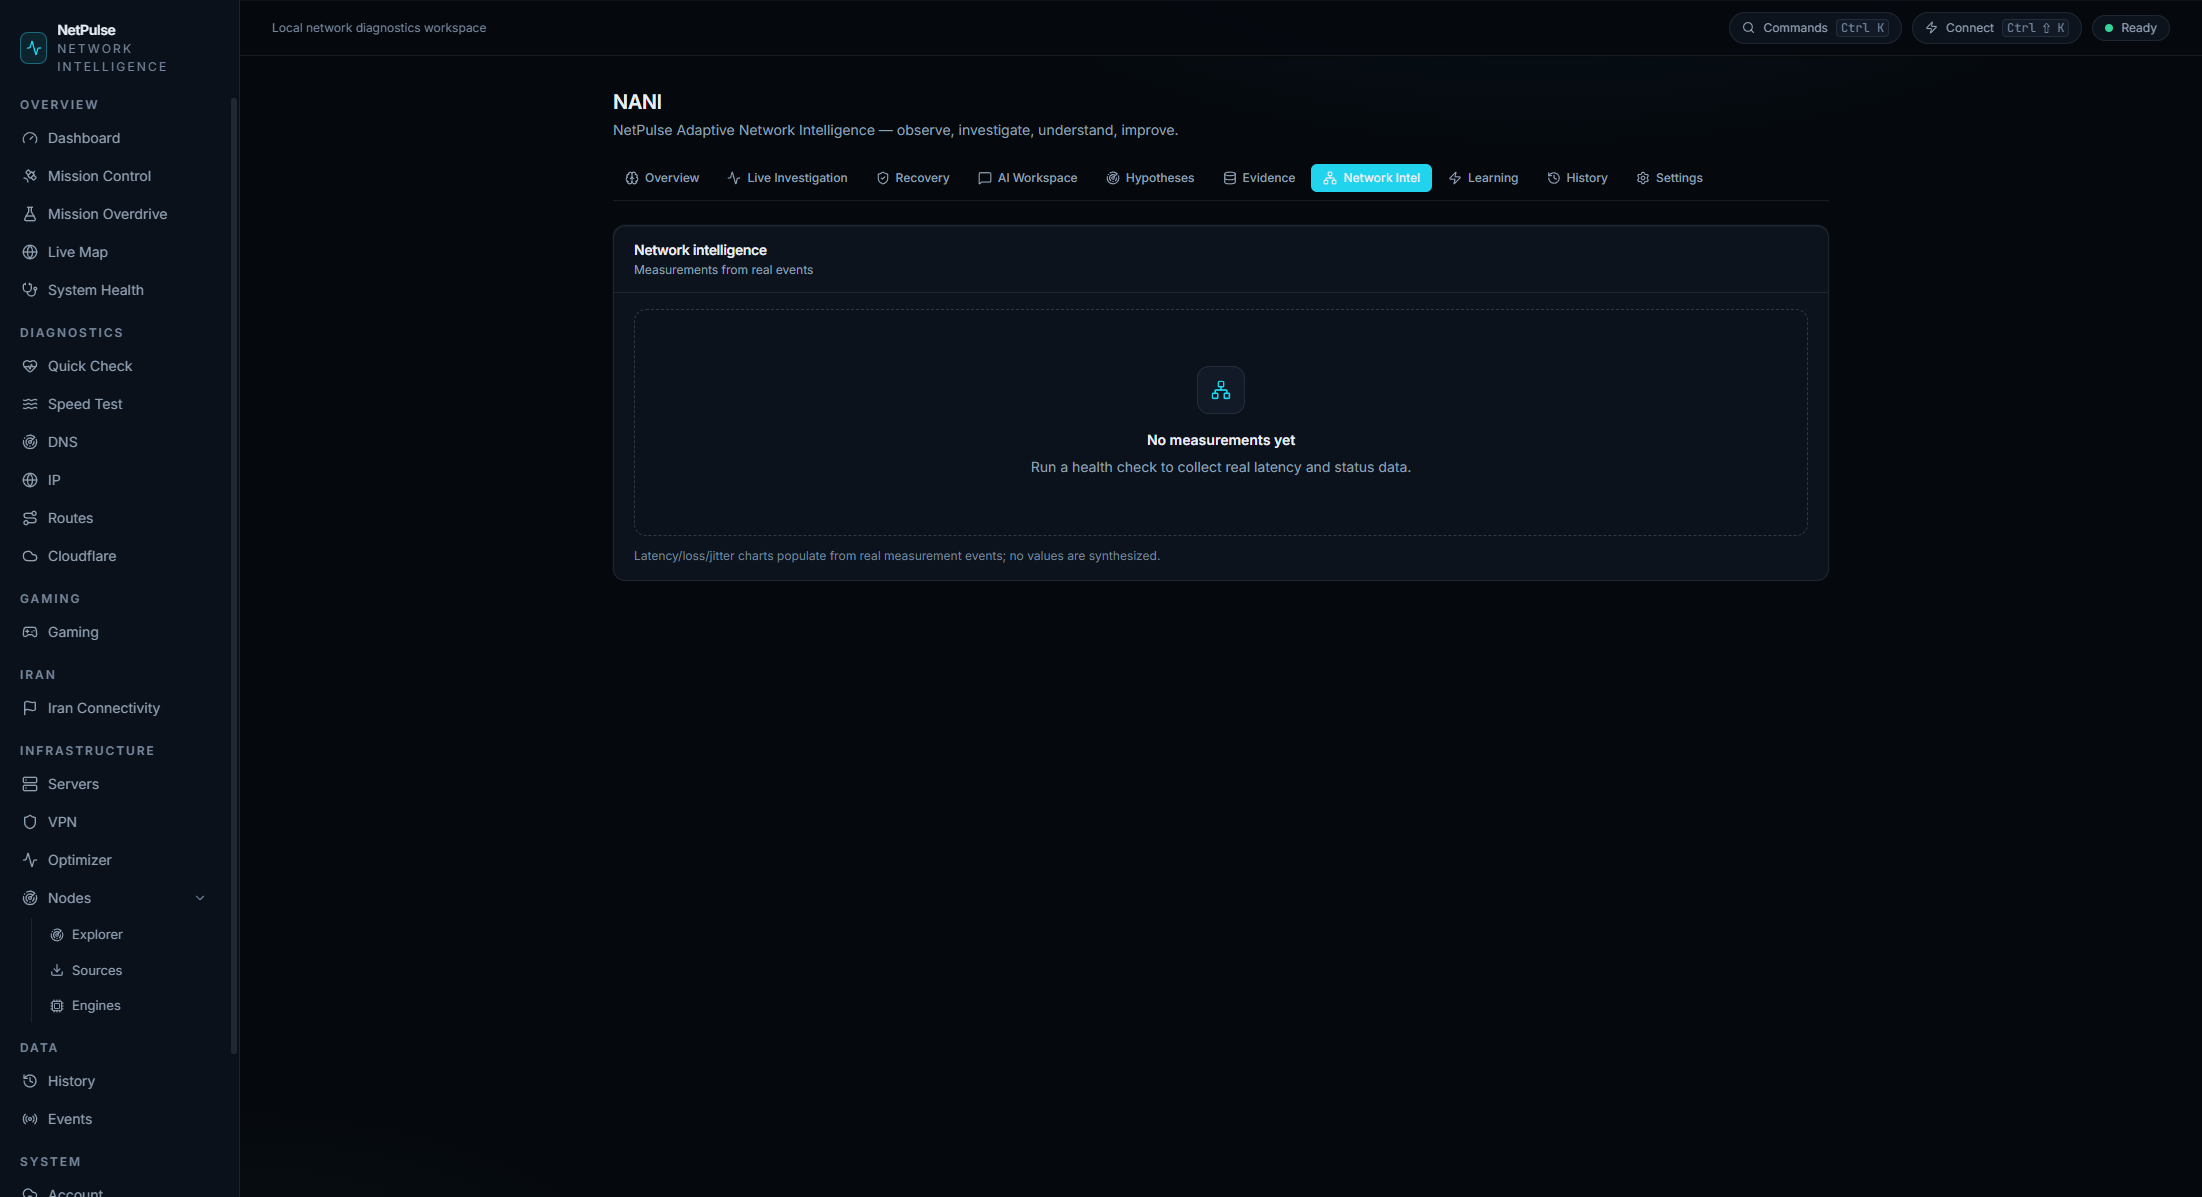 NetPulse
NETWORK
INTELLIGENCE
OVERVIEW
Dashboard
Mission Control
Mission Overdrive
Live Map
System Health
DIAGNOSTICS
Quick Check
Speed Test
DNS
IP
Routes
Cloudflare
GAMING
Gaming
IRAN
Iran Connectivity
INFRASTRUCTURE
Servers
VPN
Optimizer
Nodes
Explorer
Sources
Engines
DATA
History
Events
SYSTEM
Account
Local network diagnostics workspace
Commands Ctrl K
Connect Ctrl ⇧ K
Ready
NANI
NetPulse Adaptive Network Intelligence — observe, investigate, understand, improve.
Overview Live Investigation Recovery AI Workspace Hypotheses Evidence Network Intel Learning History Settings
Network intelligence
Measurements from real events
No measurements yet
Run a health check to collect real latency and status data.
Latency/loss/jitter charts populate from real measurement events; no values are synthesized.